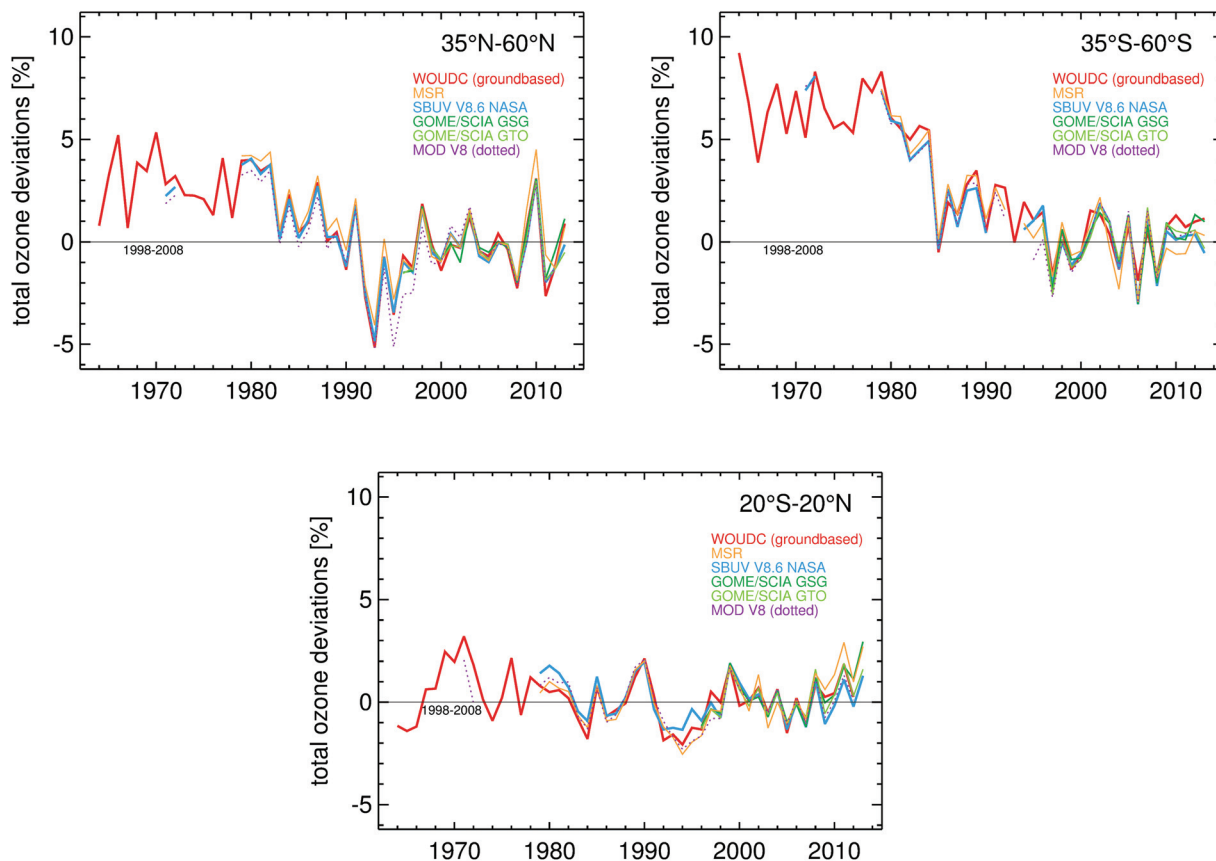 total ozone deviations [%]
10
5
0
-5
35°N-60°N
WOUDC (groundbased)
MSR
SBUV V8.6 NASA
GOME/SCIA GSG
GOME/SCIA GTO
MOD V8 (dotted)
1998-2008
1970 1980 1990 2000 2010
total ozone deviations [%]
10
5
0
-5
35°S-60°S
WOUDC (groundbased)
MSR
SBUV V8.6 NASA
GOME/SCIA GSG
GOME/SCIA GTO
MOD V8 (dotted)
1998-2008
1970 1980 1990 2000 2010
total ozone deviations [%]
10
5
0
-5
20°S-20°N
WOUDC (groundbased)
MSR
SBUV V8.6 NASA
GOME/SCIA GSG
GOME/SCIA GTO
MOD V8 (dotted)
1998-2008
1970 1980 1990 2000 2010